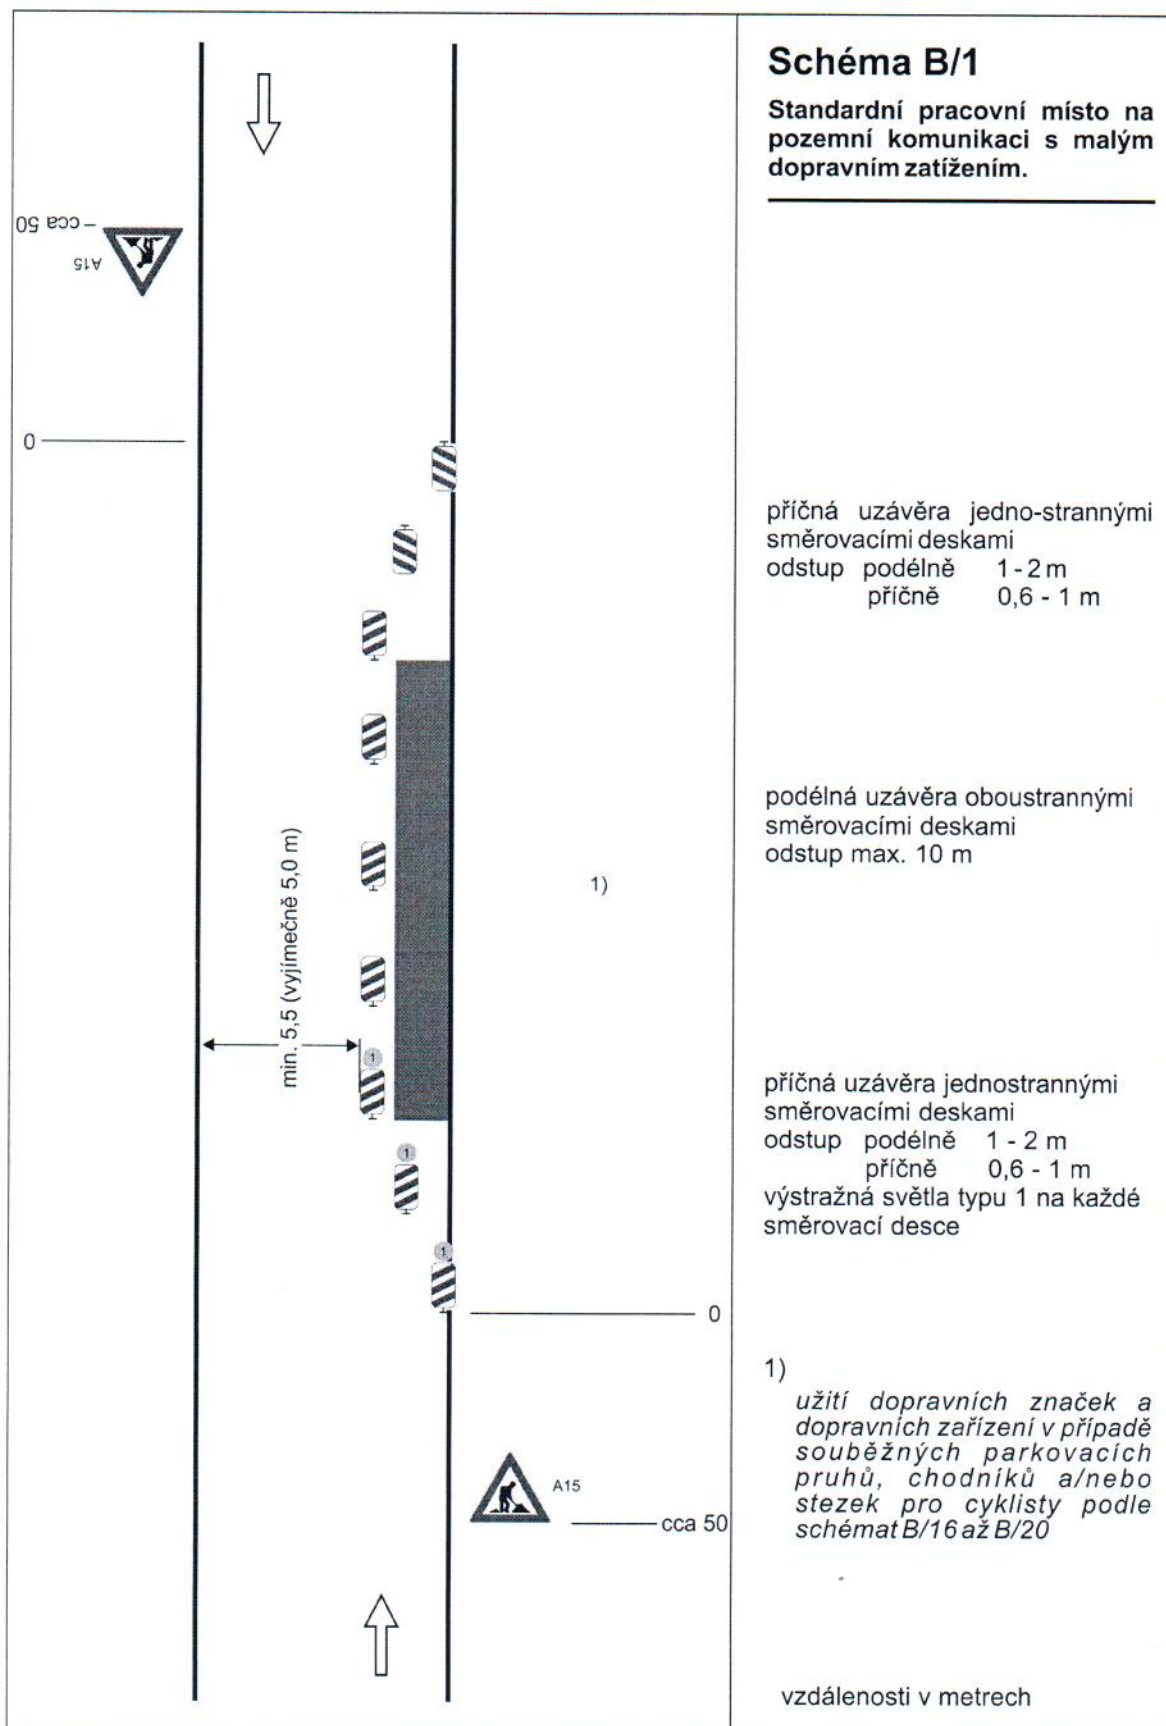 Schéma B/1
Standardní pracovní místo na
pozemní komunikaci s malým
dopravním zatížením.
cca 50
A15
0
příčná uzávěra jedno-strannými
směrovacími deskami
odstup podélně 1 - 2 m
příčně 0,6 - 1 m
podélná uzávěra oboustrannými
směrovacími deskami
odstup max. 10 m
1)
min. 5,5 (vyjímečně 5,0 m)
1
1
1
příčná uzávěra jednostrannými
směrovacími deskami
odstup podélně 1 - 2 m
příčně 0,6 - 1 m
výstražná světla typu 1 na každé
směrovací desce
0
A15
cca 50
1)
užití dopravních značek a
dopravních zařízení v případě
souběžných parkovacích
pruhů, chodníků a/nebo
stezek pro cyklisty podle
schémat B/16 až B/20
vzdálenosti v metrech